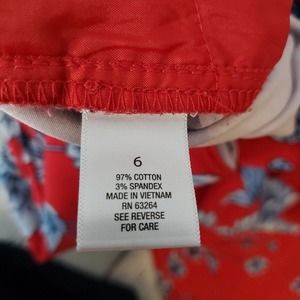 6
97% COTTON
3% SPANDEX
MADE IN VIETNAM
RN 63264
SEE REVERSE
FOR CARE